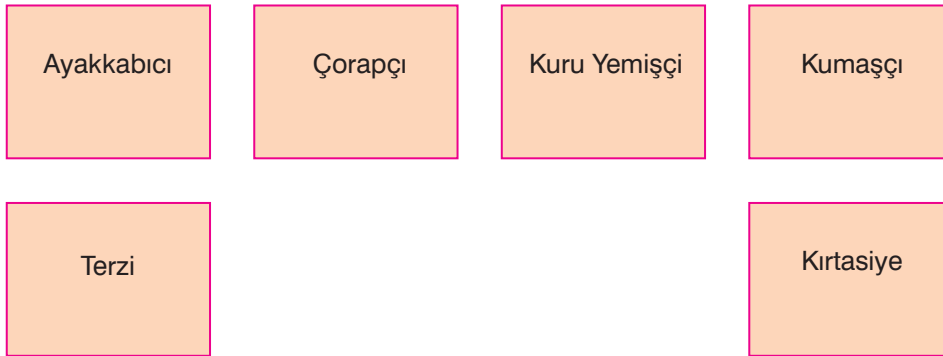 Ayakkabıcı
Çorapçı
Kuru Yemişçi
Kumaşçı
Terzi
Kırtasiye